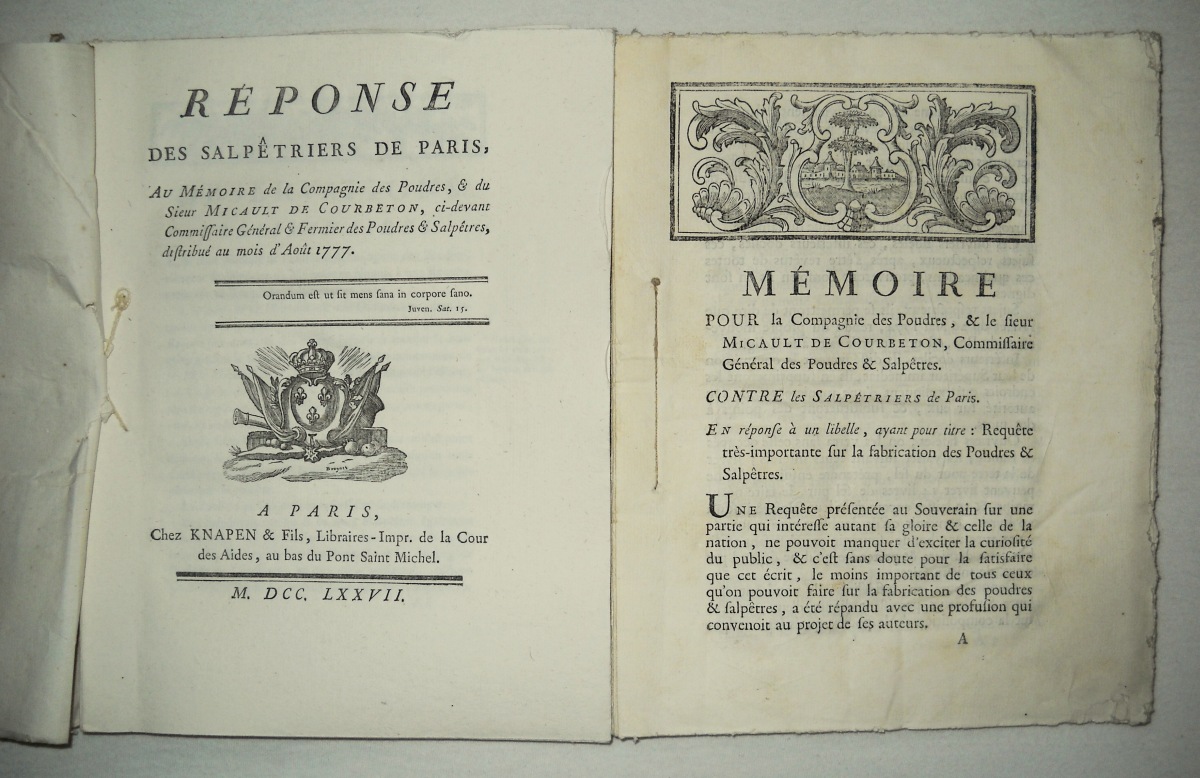 RÉPONSE
DES SALPÊTRIERS DE PARIS,
AU MÉMOIRE de la Compagnie des Poudres, & du
Sieur MICAULT DE COURBETON, ci-devant
Commiſſaire Général & Fermier des Poudres & Salpêtres,
diſtribué au mois d'Août 1777.
Orandum eſt ut ſit mens ſana in corpore ſano.
Juven. Sat. 15.
A PARIS,
Chez KNAPEN & Fils, Libraires-Impr. de la Cour
des Aides, au bas du Pont Saint Michel.
M. DCC. LXXVII.
MÉMOIRE
POUR la Compagnie des Poudres, & le ſieur
MICAULT DE COURBETON, Commiſſaire
Général des Poudres & Salpêtres.
CONTRE les SALPÉTRIERS de Paris.
EN réponſe à un libelle, ayant pour titre : Requête
très-importante ſur la fabrication des Poudres &
Salpêtres.
UNE Requête préſentée au Souverain ſur une
partie qui intéreſſe autant ſa gloire & celle de la
nation, ne pouvoit manquer d'exciter la curioſité
du public, & c'eſt ſans doute pour la ſatisfaire
que cet écrit, le moins important de tous ceux
qu'on pouvoit faire ſur la fabrication des poudres
& ſalpêtres, a été répandu avec une profuſion qui
convenoit au projet de ſes auteurs.
A